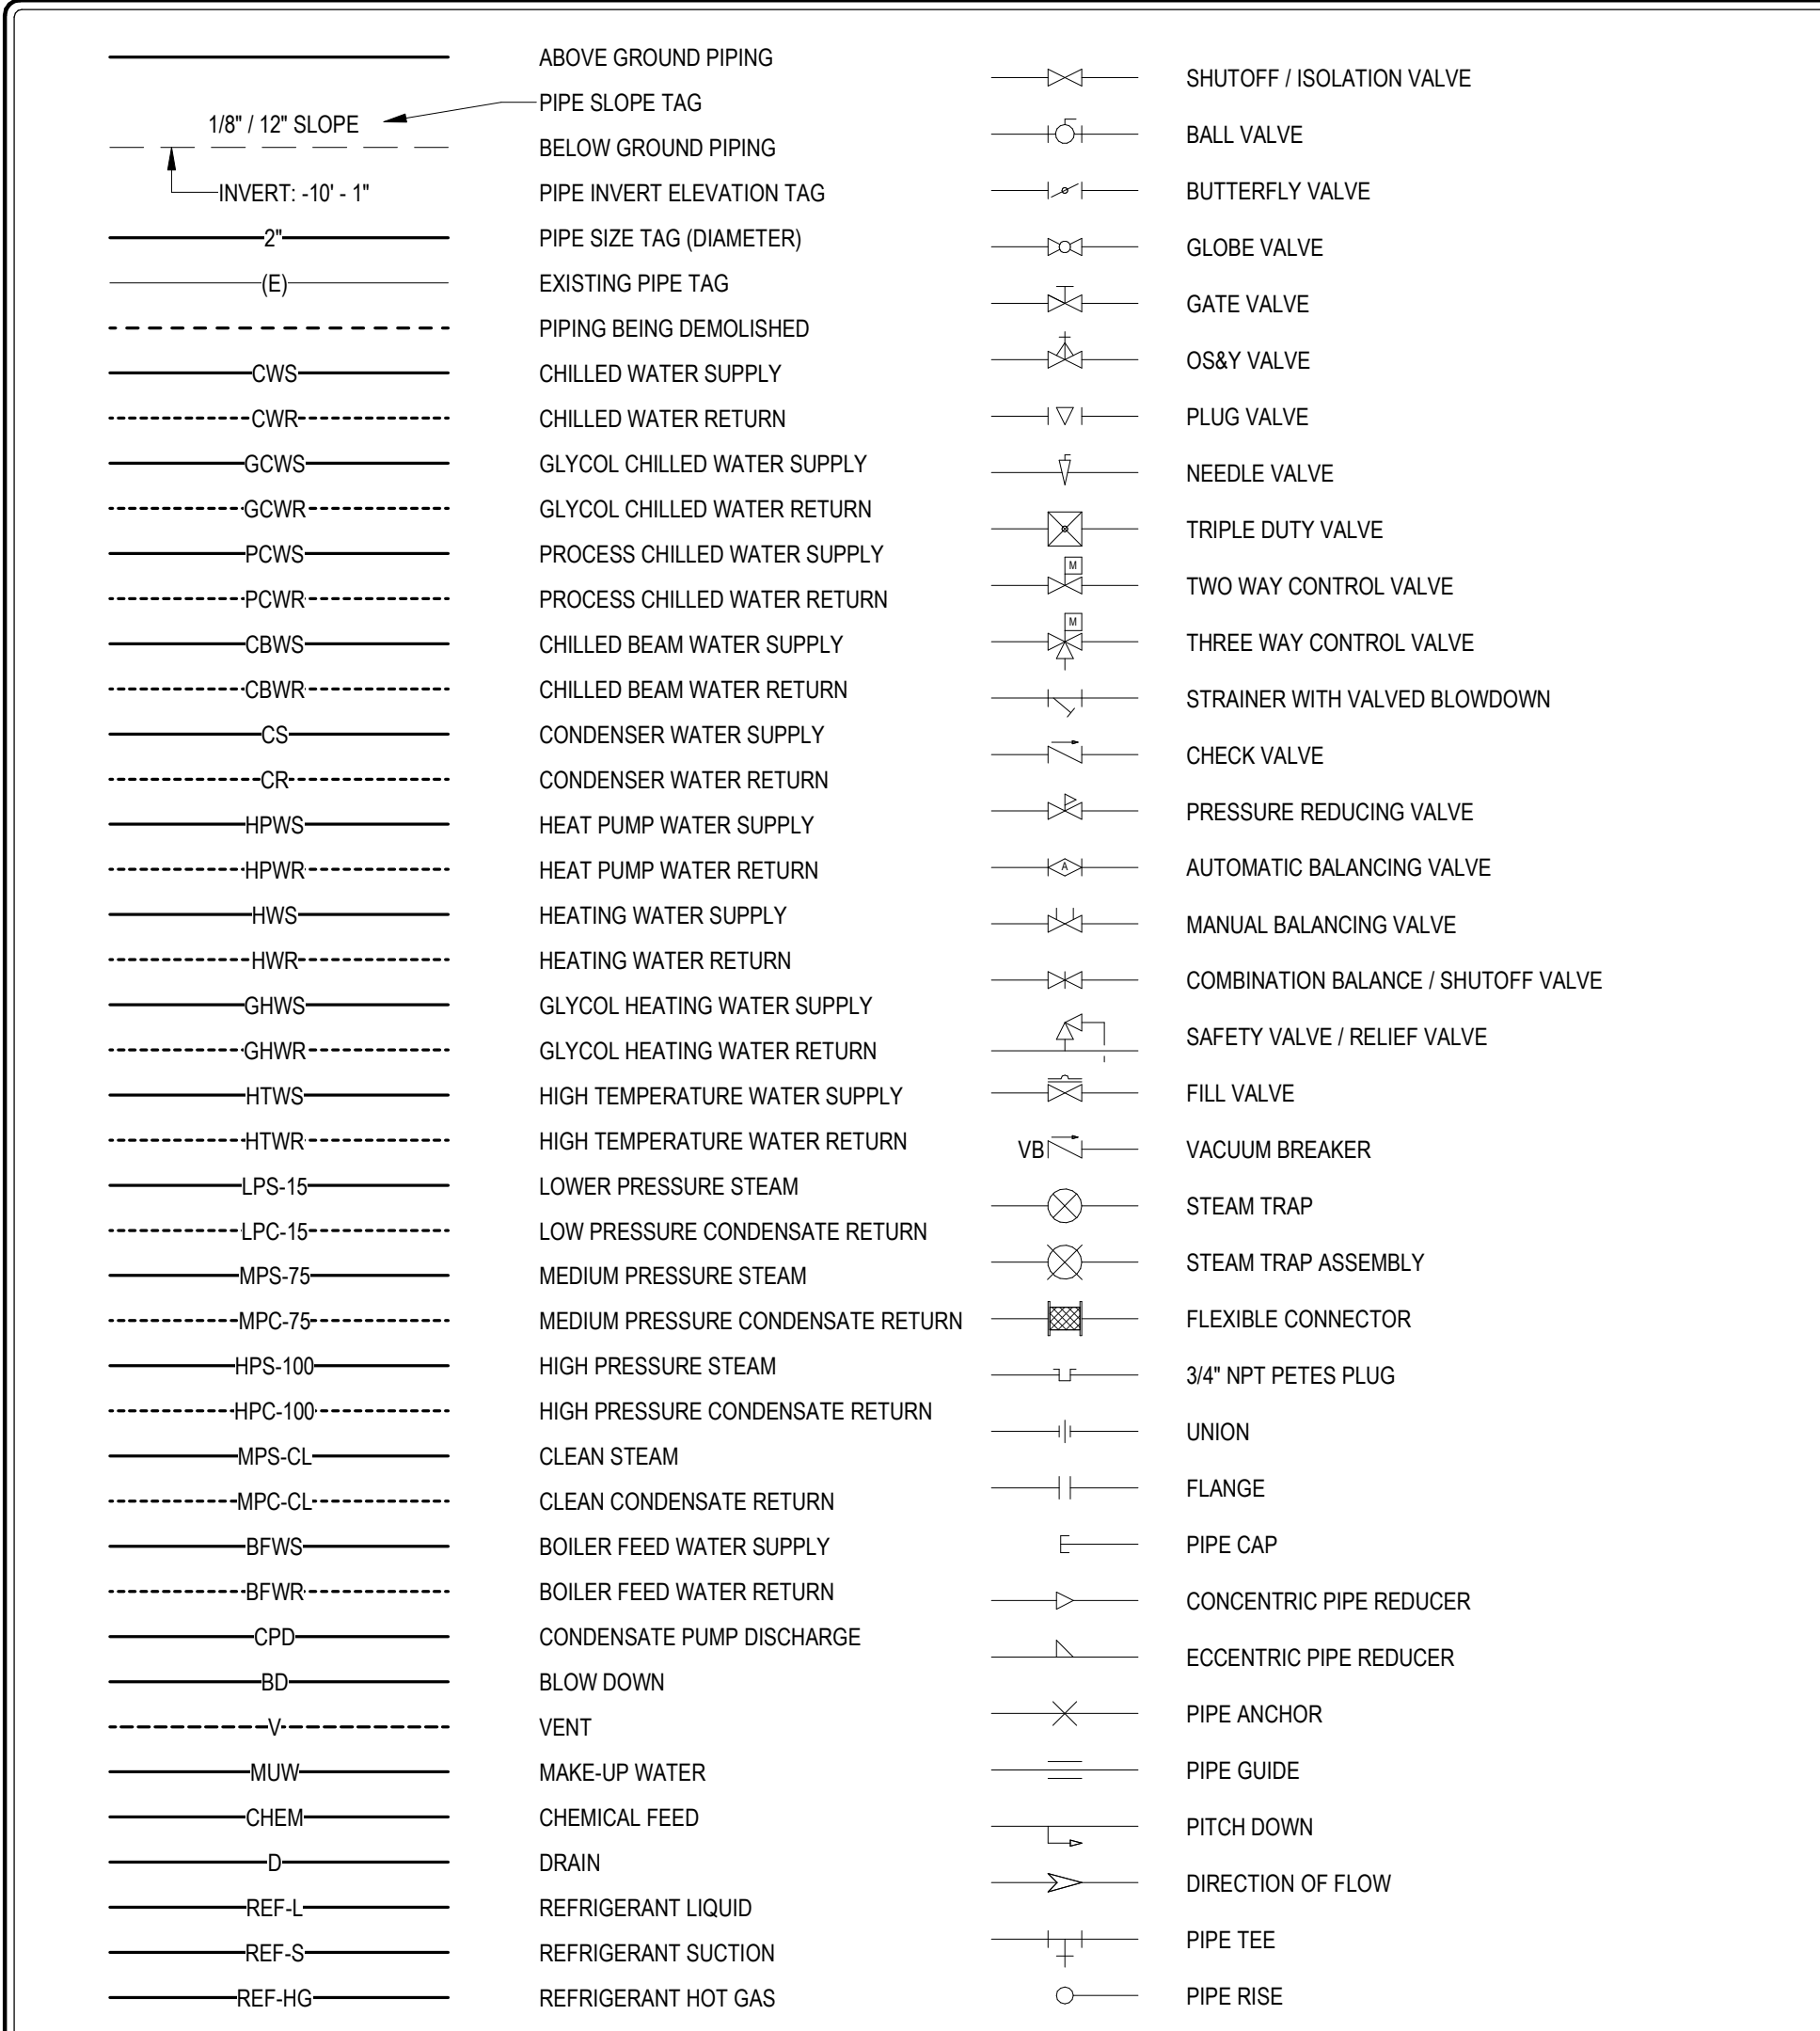 ABOVE GROUND PIPING
PIPE SLOPE TAG
1/8" / 12" SLOPE
BELOW GROUND PIPING
INVERT: -10' - 1" PIPE INVERT ELEVATION TAG
2" PIPE SIZE TAG (DIAMETER)
(E) EXISTING PIPE TAG
PIPING BEING DEMOLISHED
CWS CHILLED WATER SUPPLY
CWR CHILLED WATER RETURN
GCWS GLYCOL CHILLED WATER SUPPLY
GCWR GLYCOL CHILLED WATER RETURN
PCWS PROCESS CHILLED WATER SUPPLY
PCWR PROCESS CHILLED WATER RETURN
CBWS CHILLED BEAM WATER SUPPLY
CBWR CHILLED BEAM WATER RETURN
CS CONDENSER WATER SUPPLY
CR CONDENSER WATER RETURN
HPWS HEAT PUMP WATER SUPPLY
HPWR HEAT PUMP WATER RETURN
HWS HEATING WATER SUPPLY
HWR HEATING WATER RETURN
GHWS GLYCOL HEATING WATER SUPPLY
GHWR GLYCOL HEATING WATER RETURN
HTWS HIGH TEMPERATURE WATER SUPPLY
HTWR HIGH TEMPERATURE WATER RETURN
LPS-15 LOWER PRESSURE STEAM
LPC-15 LOW PRESSURE CONDENSATE RETURN
MPS-75 MEDIUM PRESSURE STEAM
MPC-75 MEDIUM PRESSURE CONDENSATE RETURN
HPS-100 HIGH PRESSURE STEAM
HPC-100 HIGH PRESSURE CONDENSATE RETURN
MPS-CL CLEAN STEAM
MPC-CL CLEAN CONDENSATE RETURN
BFWS BOILER FEED WATER SUPPLY
BFWR BOILER FEED WATER RETURN
CPD CONDENSATE PUMP DISCHARGE
BD BLOW DOWN
V VENT
MUW MAKE-UP WATER
CHEM CHEMICAL FEED
D DRAIN
REF-L REFRIGERANT LIQUID
REF-S REFRIGERANT SUCTION
REF-HG REFRIGERANT HOT GAS
SHUTOFF / ISOLATION VALVE
BALL VALVE
BUTTERFLY VALVE
GLOBE VALVE
GATE VALVE
OS&Y VALVE
PLUG VALVE
NEEDLE VALVE
TRIPLE DUTY VALVE
M TWO WAY CONTROL VALVE
M THREE WAY CONTROL VALVE
STRAINER WITH VALVED BLOWDOWN
CHECK VALVE
PRESSURE REDUCING VALVE
A AUTOMATIC BALANCING VALVE
MANUAL BALANCING VALVE
COMBINATION BALANCE / SHUTOFF VALVE
SAFETY VALVE / RELIEF VALVE
FILL VALVE
VB VACUUM BREAKER
STEAM TRAP
STEAM TRAP ASSEMBLY
FLEXIBLE CONNECTOR
3/4" NPT PETES PLUG
UNION
FLANGE
PIPE CAP
CONCENTRIC PIPE REDUCER
ECCENTRIC PIPE REDUCER
PIPE ANCHOR
PIPE GUIDE
PITCH DOWN
DIRECTION OF FLOW
PIPE TEE
PIPE RISE